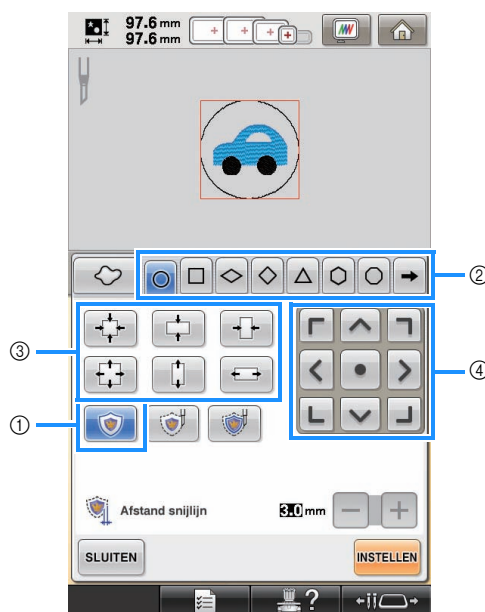 97.6 mm
97.6 mm
②
③
④
①
Afstand snijlijn 3.0 mm
SLUITEN
INSTELLEN
?